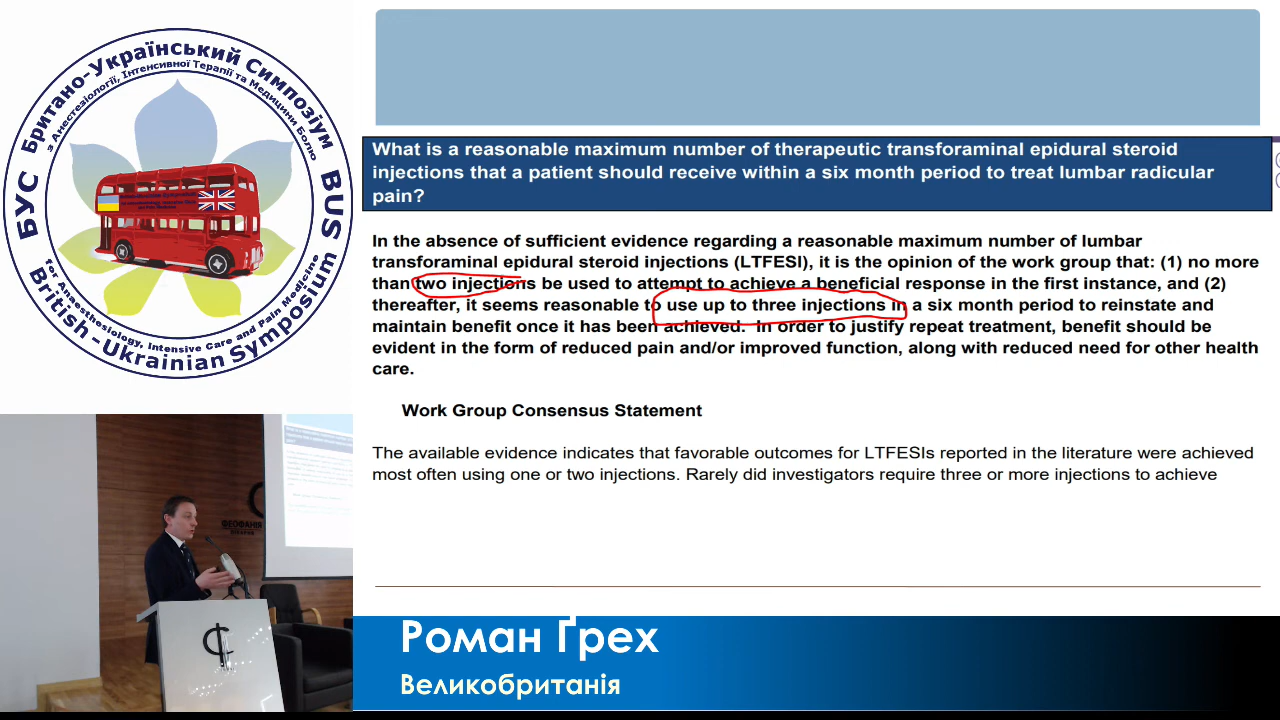 Британо-Український Симпозіум
з Анестезіології, Інтенсивної Терапії та Медицини Болю
БУС
BUS
British-Ukrainian Symposium
for Anaesthesiology, Intensive Care and Pain Medicine
What is a reasonable maximum number of therapeutic transforaminal epidural steroid
injections that a patient should receive within a six month period to treat lumbar radicular
pain?
In the absence of sufficient evidence regarding a reasonable maximum number of lumbar
transforaminal epidural steroid injections (LTFESI), it is the opinion of the work group that: (1) no more
than two injections be used to attempt to achieve a beneficial response in the first instance, and (2)
thereafter, it seems reasonable to use up to three injections in a six month period to reinstate and
maintain benefit once it has been achieved. In order to justify repeat treatment, benefit should be
evident in the form of reduced pain and/or improved function, along with reduced need for other health
care.
Work Group Consensus Statement
The available evidence indicates that favorable outcomes for LTFESIs reported in the literature were achieved
most often using one or two injections. Rarely did investigators require three or more injections to achieve
ФЕОФАНІЯ
Роман Ґрех
Великобританія